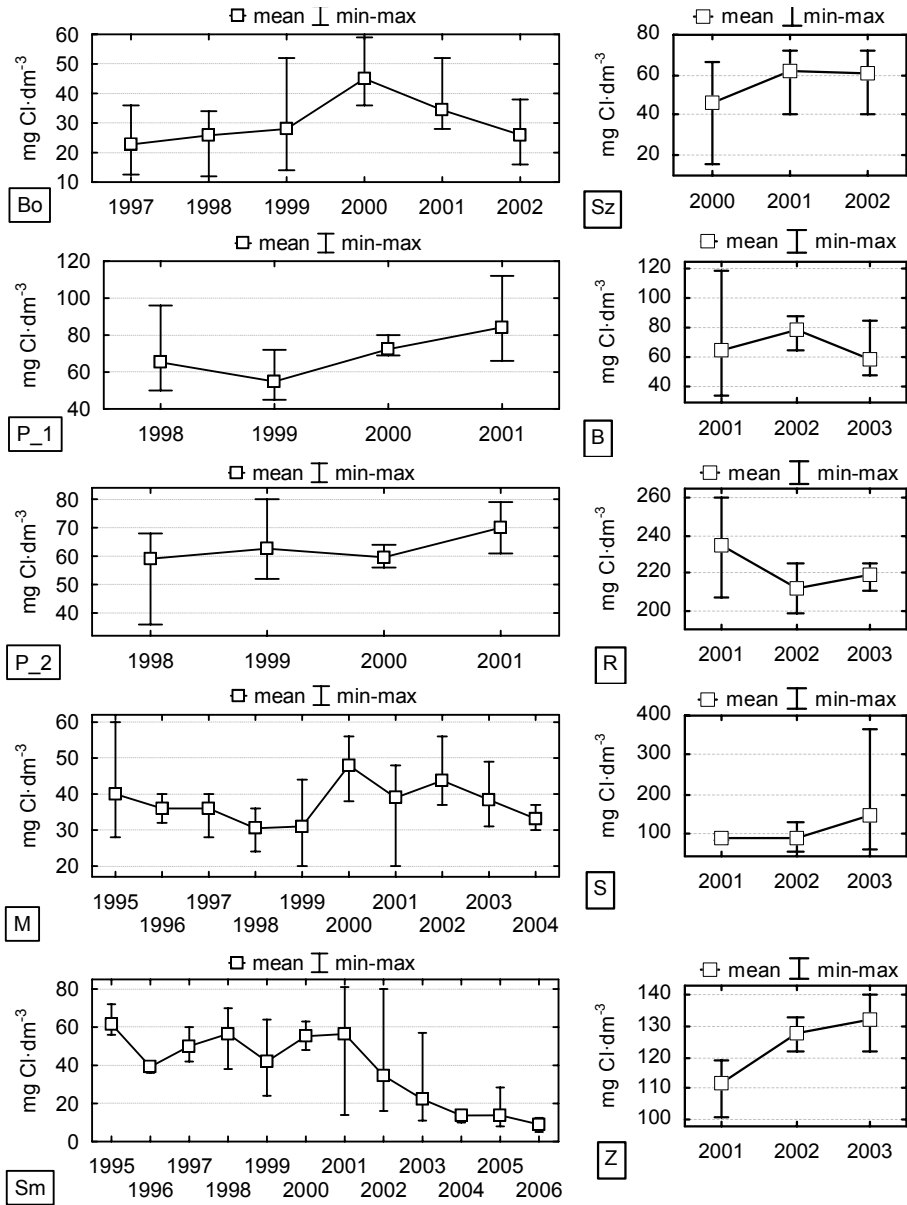 mean min-max
mg Cl·dm⁻³
60
50
40
30
20
10
1997 1998 1999 2000 2001 2002
Bo
mean min-max
mg Cl·dm⁻³
80
60
40
20
2000 2001 2002
Sz
mean min-max
mg Cl·dm⁻³
120
100
80
60
40
1998 1999 2000 2001
P_1
mean min-max
mg Cl·dm⁻³
120
100
80
60
40
2001 2002 2003
B
mean min-max
mg Cl·dm⁻³
80
70
60
50
40
1998 1999 2000 2001
P_2
mean min-max
mg Cl·dm⁻³
260
240
220
200
2001 2002 2003
R
mean min-max
mg Cl·dm⁻³
60
50
40
30
20
1995 1997 1999 2001 2003
1996 1998 2000 2002 2004
M
mean min-max
mg Cl·dm⁻³
400
300
200
100
2001 2002 2003
S
mean min-max
mg Cl·dm⁻³
80
60
40
20
0
1995 1997 1999 2001 2003 2005
1996 1998 2000 2002 2004 2006
Sm
mean min-max
mg Cl·dm⁻³
140
130
120
110
100
2001 2002 2003
Z